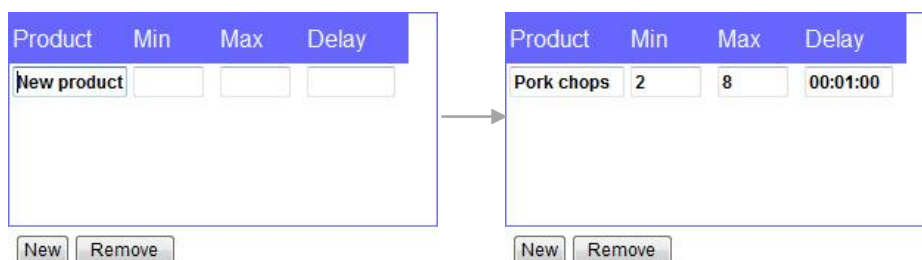 Product Min Max Delay
New product
New Remove
Product Min Max Delay
Pork chops 2 8 00:01:00
New Remove